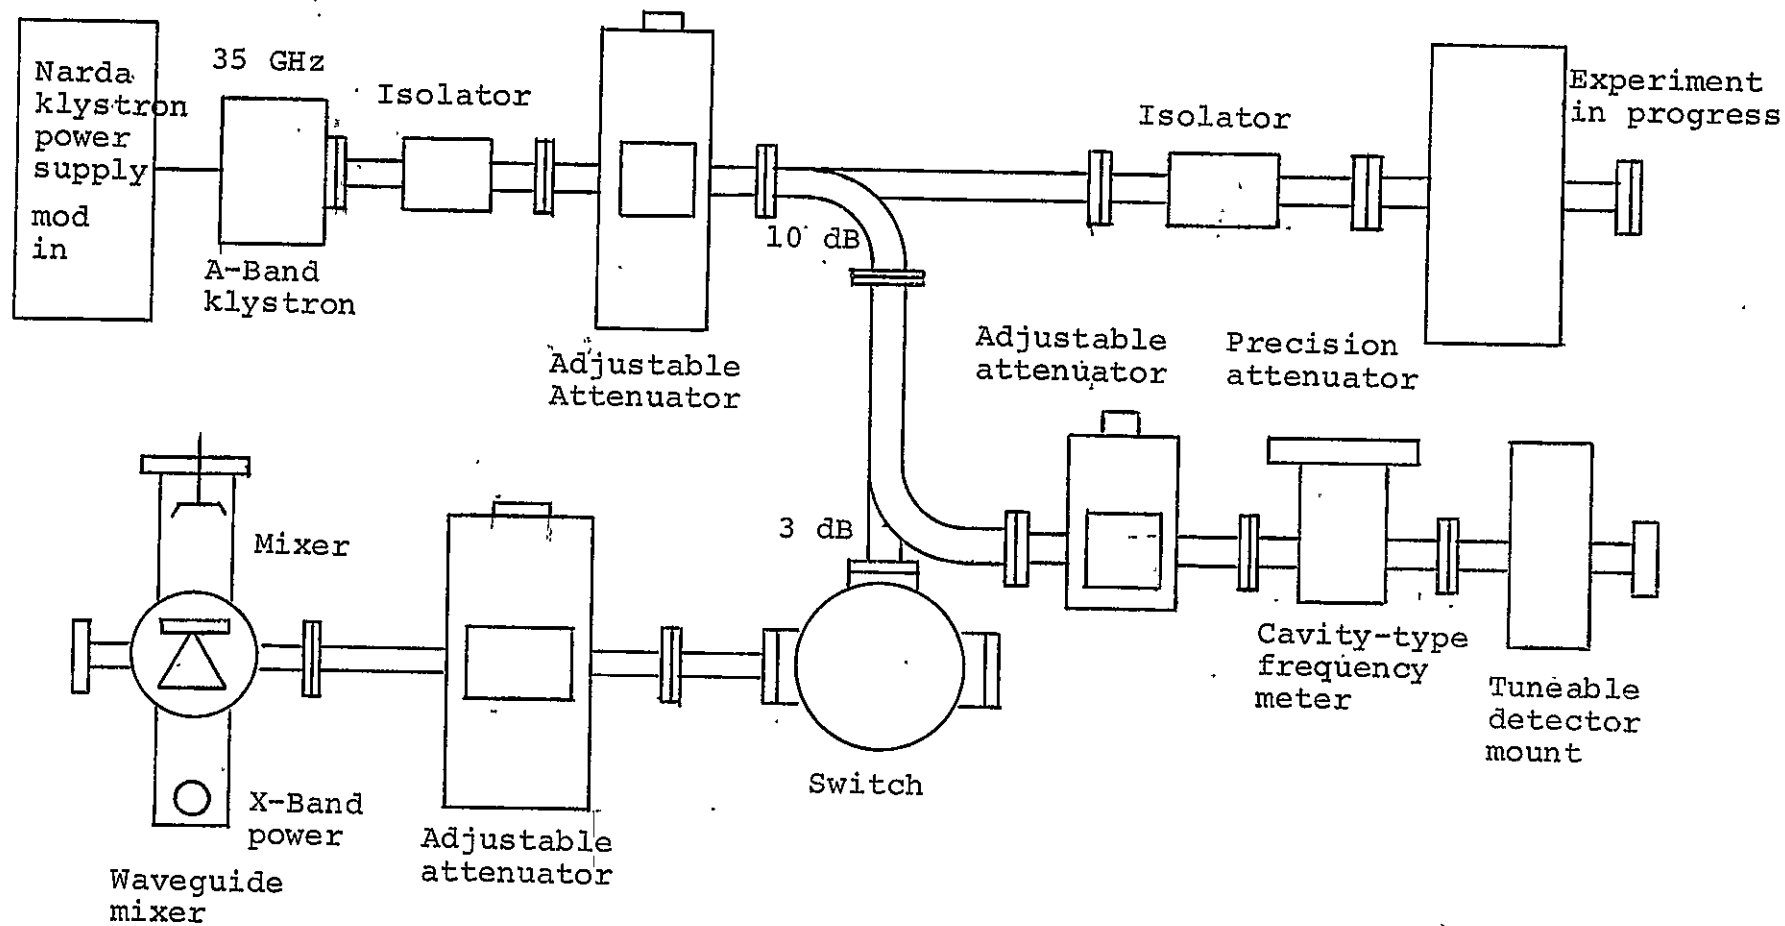 Narda
klystron
power
supply
mod
in
35 GHz
A-Band
klystron
Isolator
Adjustable
Attenuator
10 dB
Isolator
Experiment
in progress
Precision
attenuator
Adjustable
attenuator
3 dB
Cavity-type
frequency
meter
Tuneable
detector
mount
Switch
Adjustable
attenuator
Mixer
X-Band
power
Waveguide
mixer